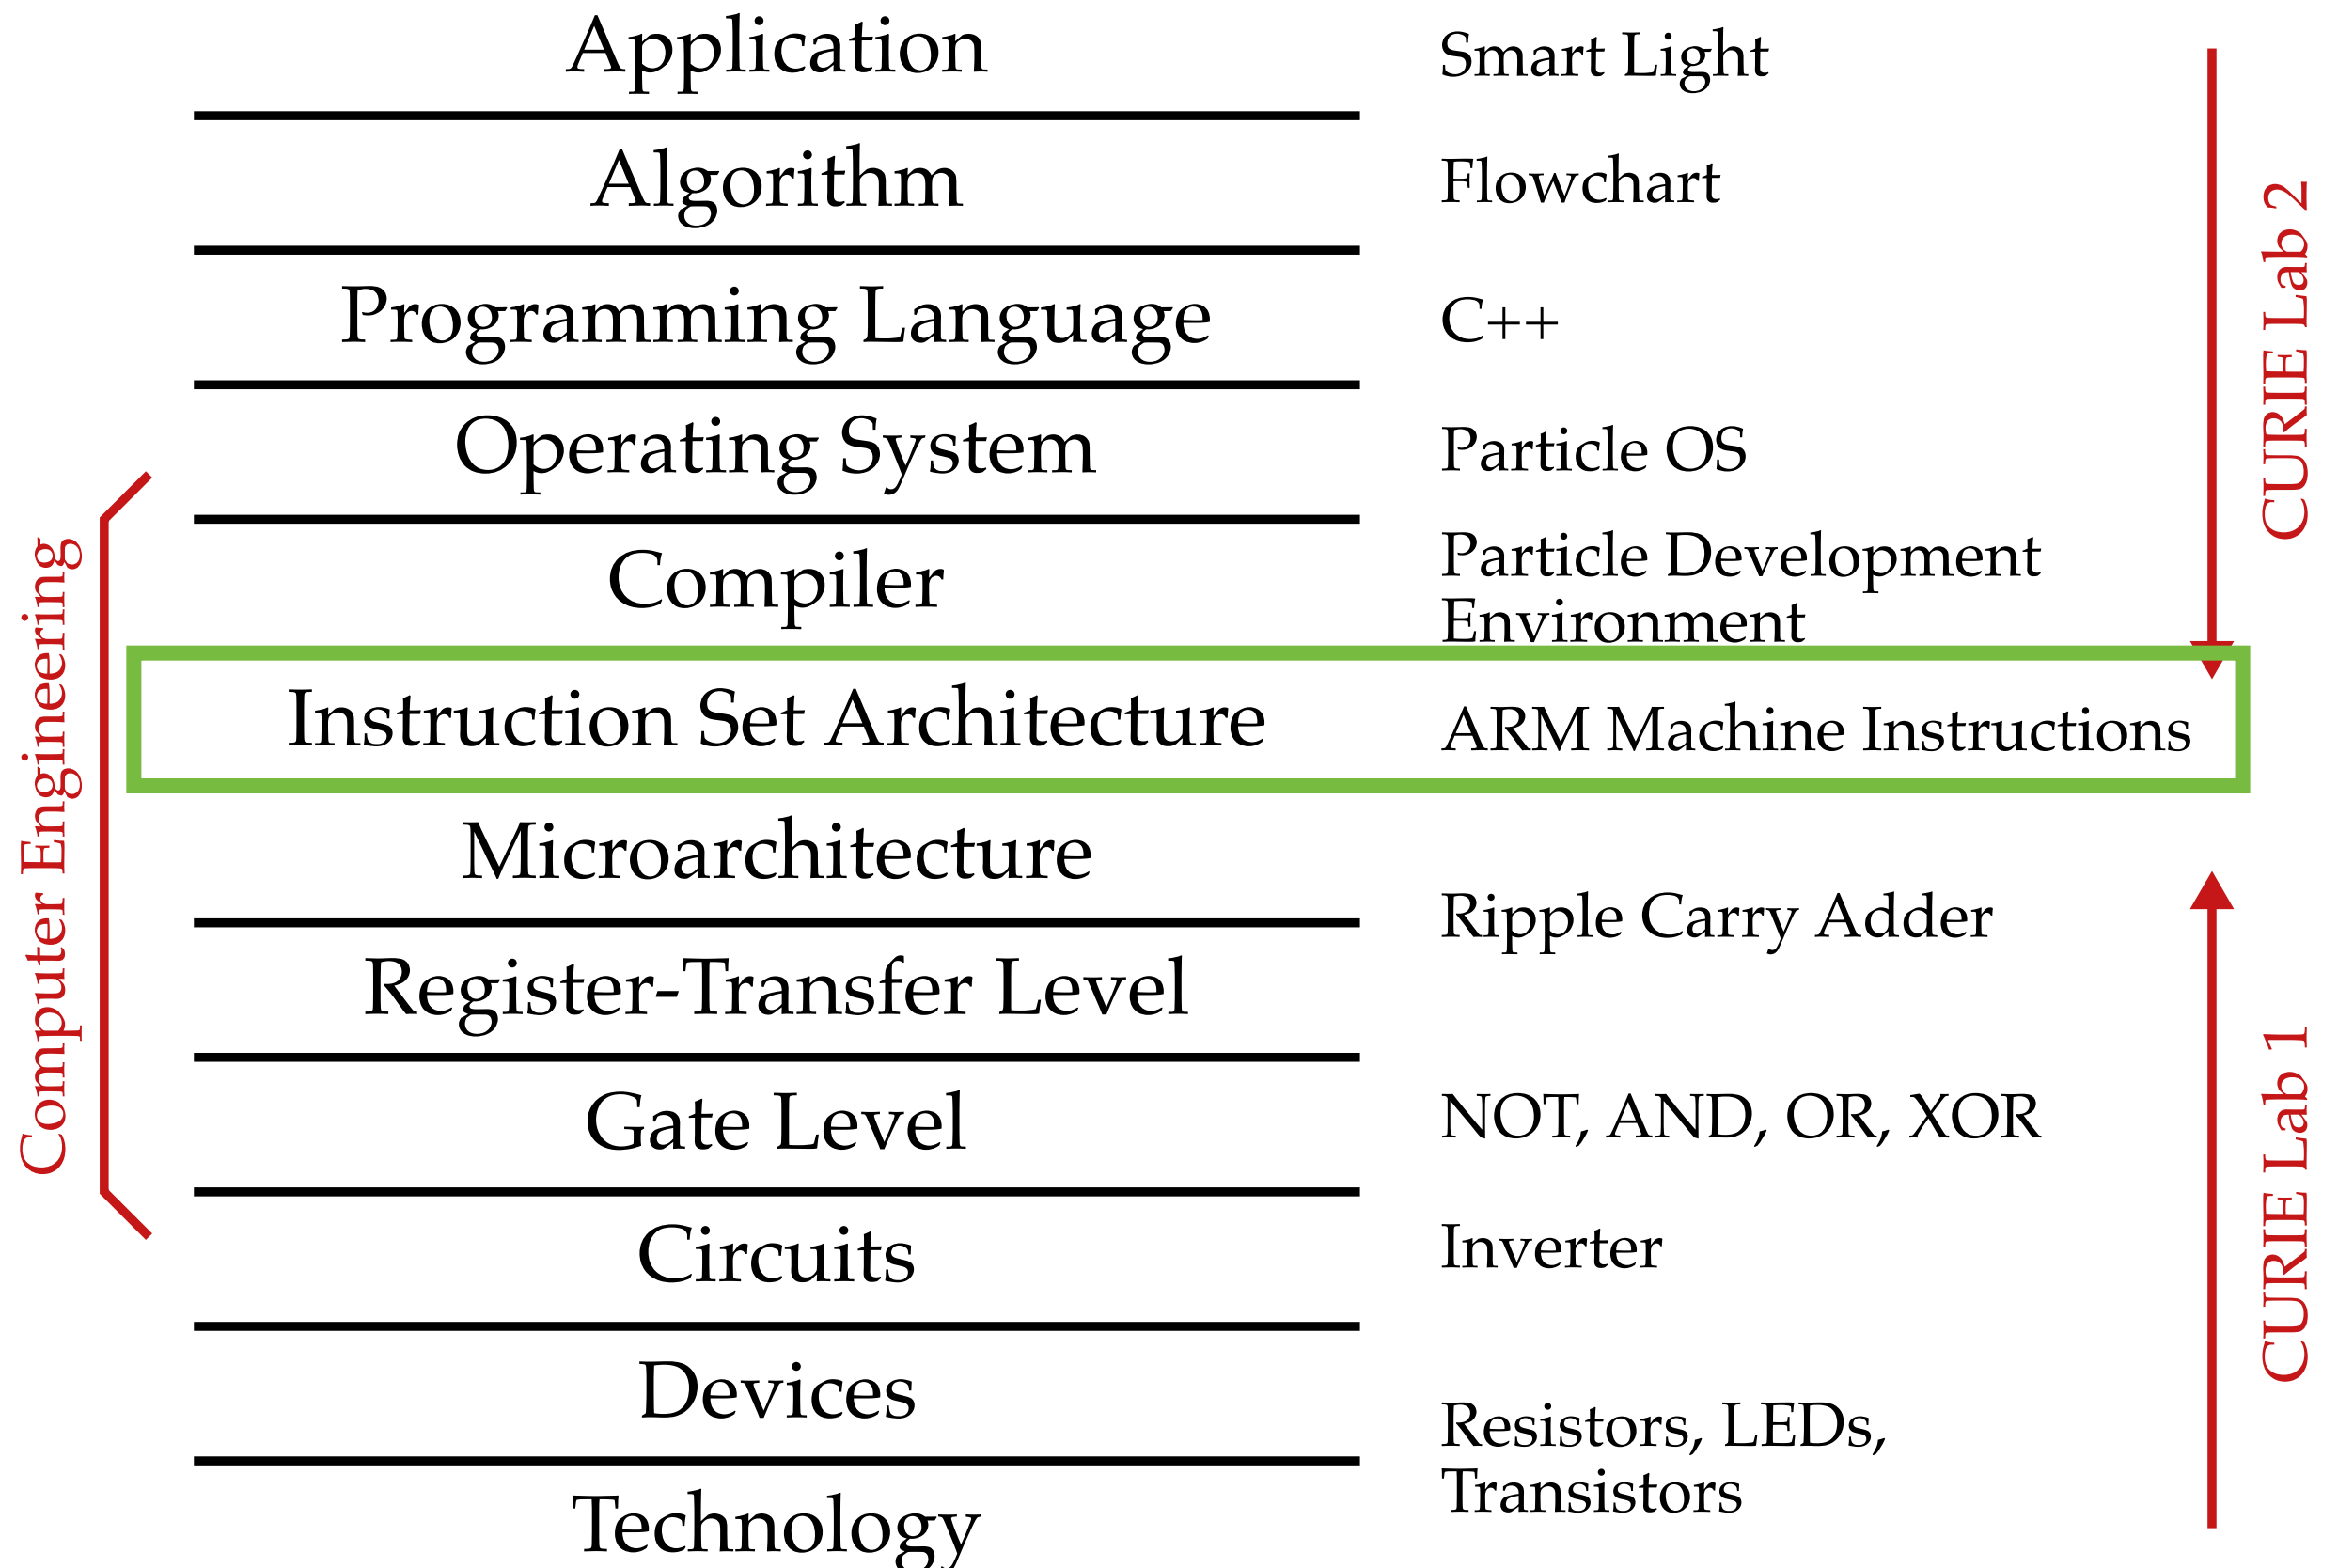 Application
Smart Light
Algorithm
Flowchart
Programming Language
C++
Operating System
Particle OS
Compiler
Particle Development
Environment
Instruction Set Architecture
ARM Machine Instructions
Microarchitecture
Ripple Carry Adder
Register-Transfer Level
Gate Level
NOT, AND, OR, XOR
Circuits
Inverter
Devices
Resistors, LEDs,
Transistors
Technology
Computer Engineering
CURIE Lab 2
CURIE Lab 1